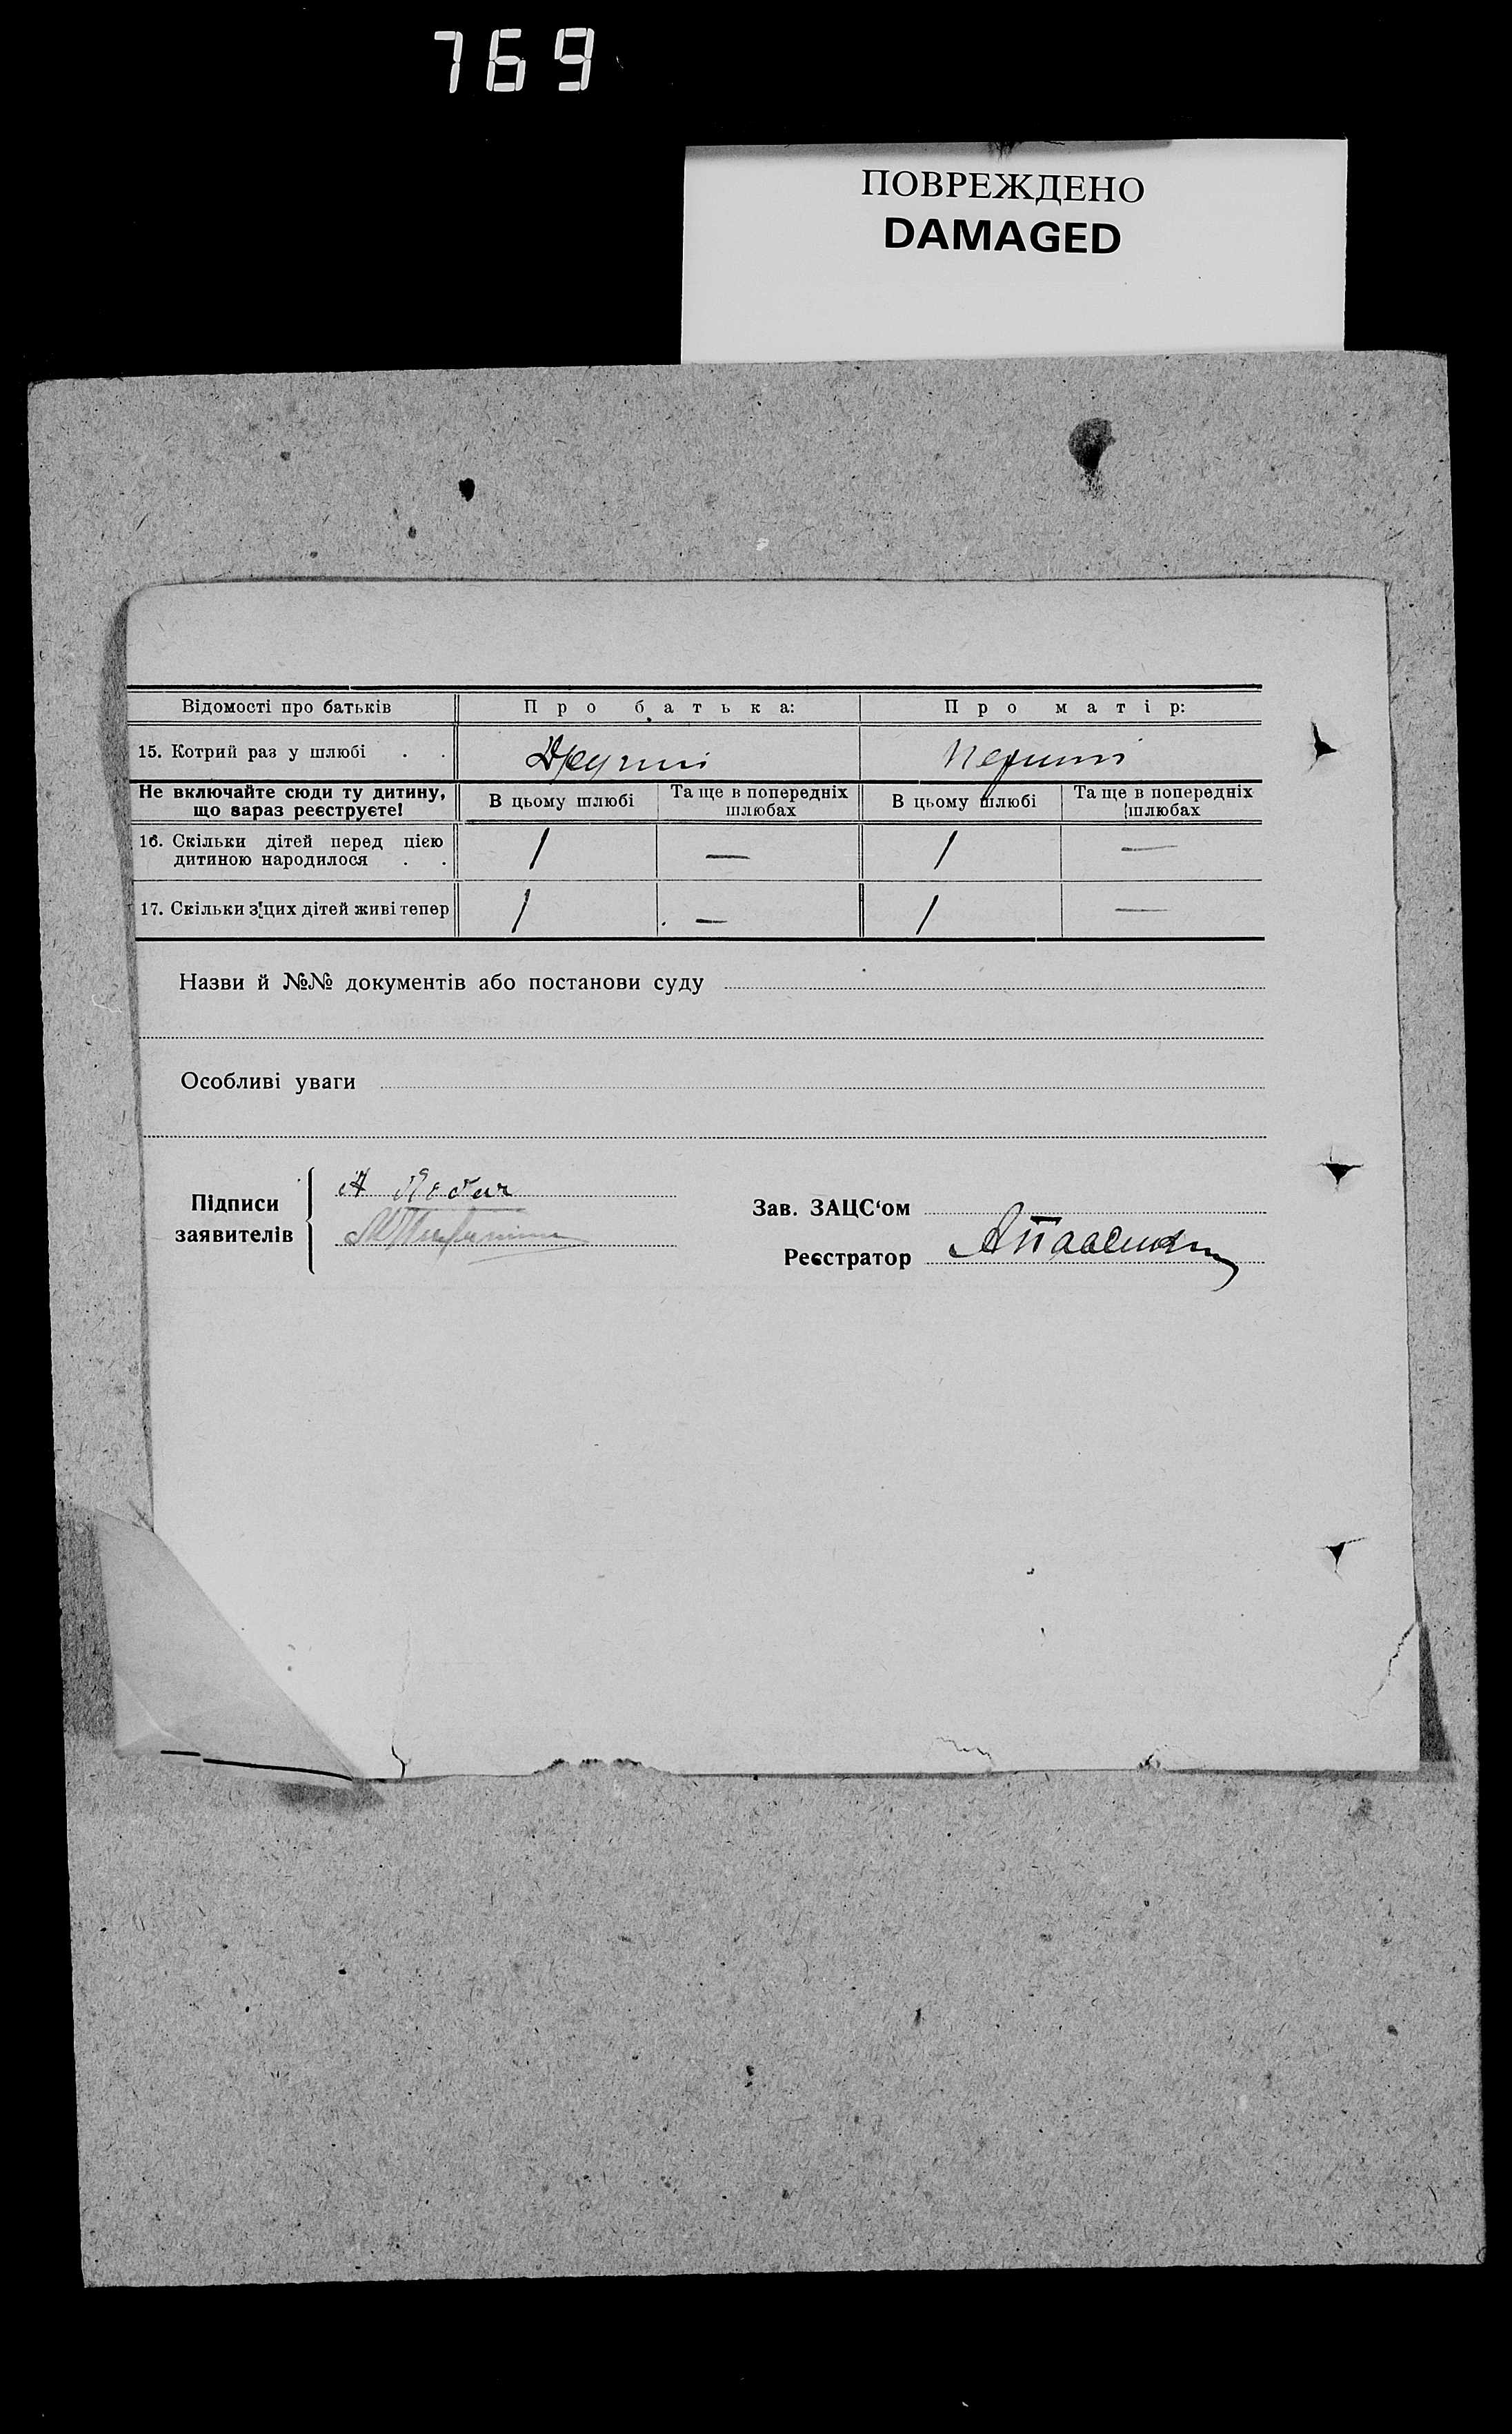 769
ПОВРЕЖДЕНО
DAMAGED
Відомості про батьків Про батька: Про матір:
15. Котрий раз у шлюбі . . Другий Перший
Не включайте сюди ту дитину, що зараз реєструєте! В цьому шлюбі Та ще в попередніх шлюбах В цьому шлюбі Та ще в попередніх шлюбах
16. Скільки дітей перед цією дитиною народилося . . 1 — 1 —
17. Скільки з цих дітей живі тепер 1 — 1 —
Назви й №№ документів або постанови суду
Особливі уваги
Підписи заявителів
А
Зав. ЗАЦС‘ом
Реєстратор